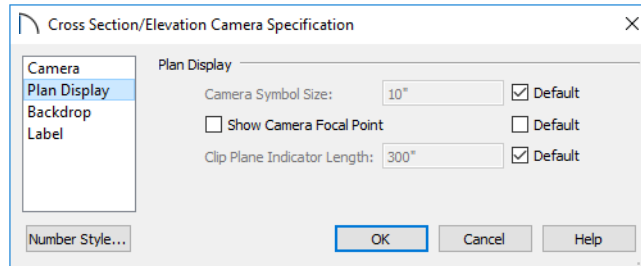 Cross Section/Elevation Camera Specification
Camera
Plan Display
Backdrop
Label
Plan Display
Camera Symbol Size: 10" Default
Show Camera Focal Point Default
Clip Plane Indicator Length: 300" Default
Number Style... OK Cancel Help